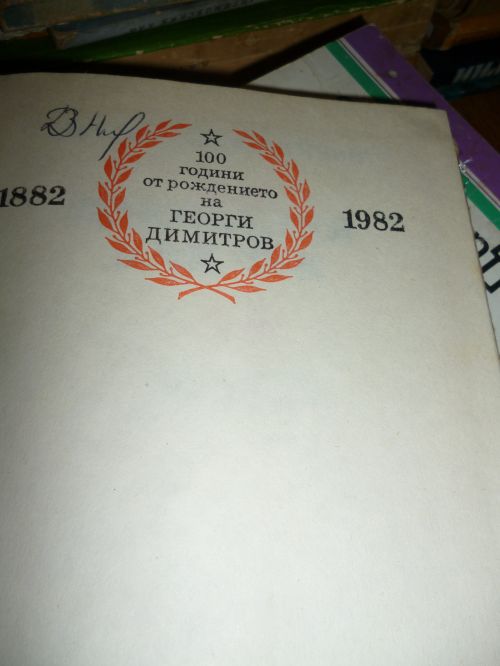 100
години
от рождението
на
ГЕОРГИ
ДИМИТРОВ
1882
1982